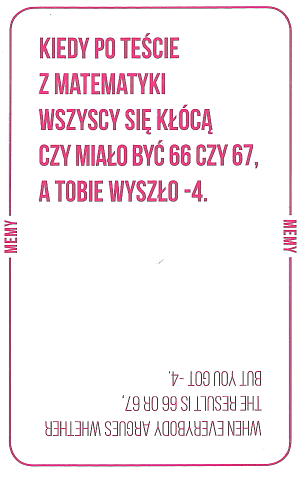 KIEDY PO TEŚCIE
Z MATEMATYKI
WSZYSCY SIĘ KŁÓCĄ
CZY MIAŁO BYĆ 66 CZY 67,
A TOBIE WYSZŁO -4.
MEMY
MEMY
WHEN EVERYBODY ARGUES WHETHER
THE RESULT IS 66 OR 67,
BUT YOU GOT -4.